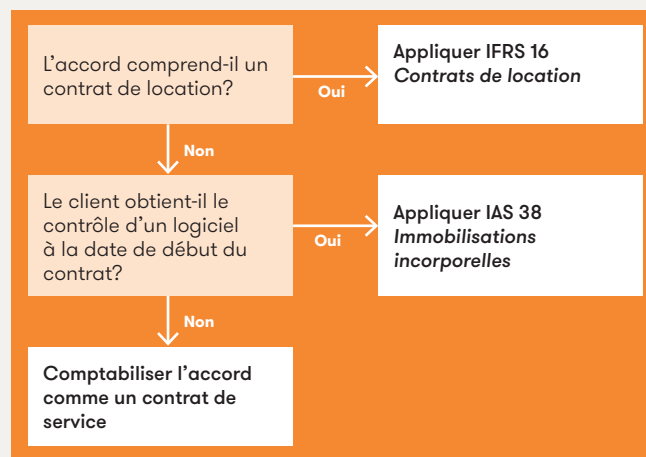 L’accord comprend-il un
contrat de location?
Oui
Appliquer IFRS 16
Contrats de location
Non
Le client obtient-il le
contrôle d’un logiciel
à la date de début du
contrat?
Oui
Appliquer IAS 38
Immobilisations
incorporelles
Non
Comptabiliser l’accord
comme un contrat de
service